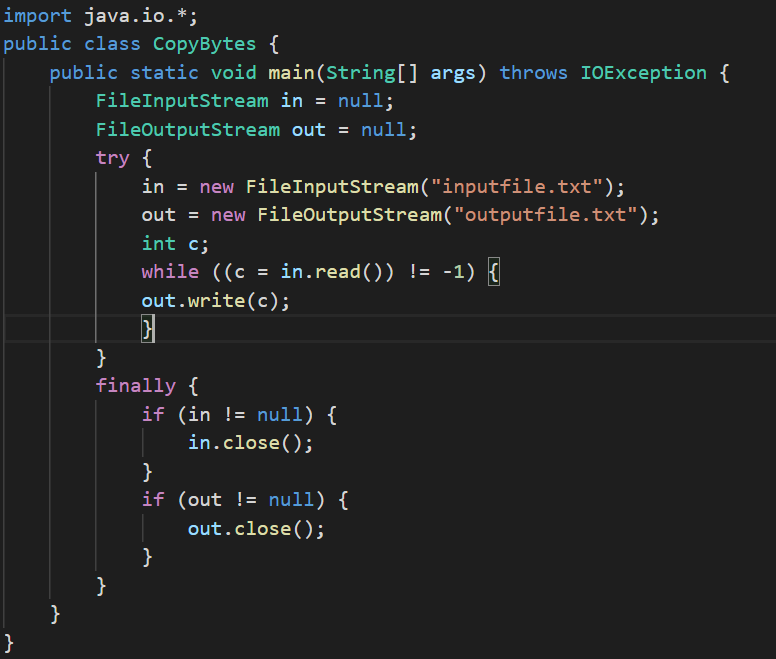 import java.io.*;
public class CopyBytes {
    public static void main(String[] args) throws IOException {
        FileInputStream in = null;
        FileOutputStream out = null;
        try {
            in = new FileInputStream("inputfile.txt");
            out = new FileOutputStream("outputfile.txt");
            int c;
            while ((c = in.read()) != -1) {
            out.write(c);
            }
        }
        finally {
            if (in != null) {
                in.close();
            }
            if (out != null) {
                out.close();
            }
        }
    }
}